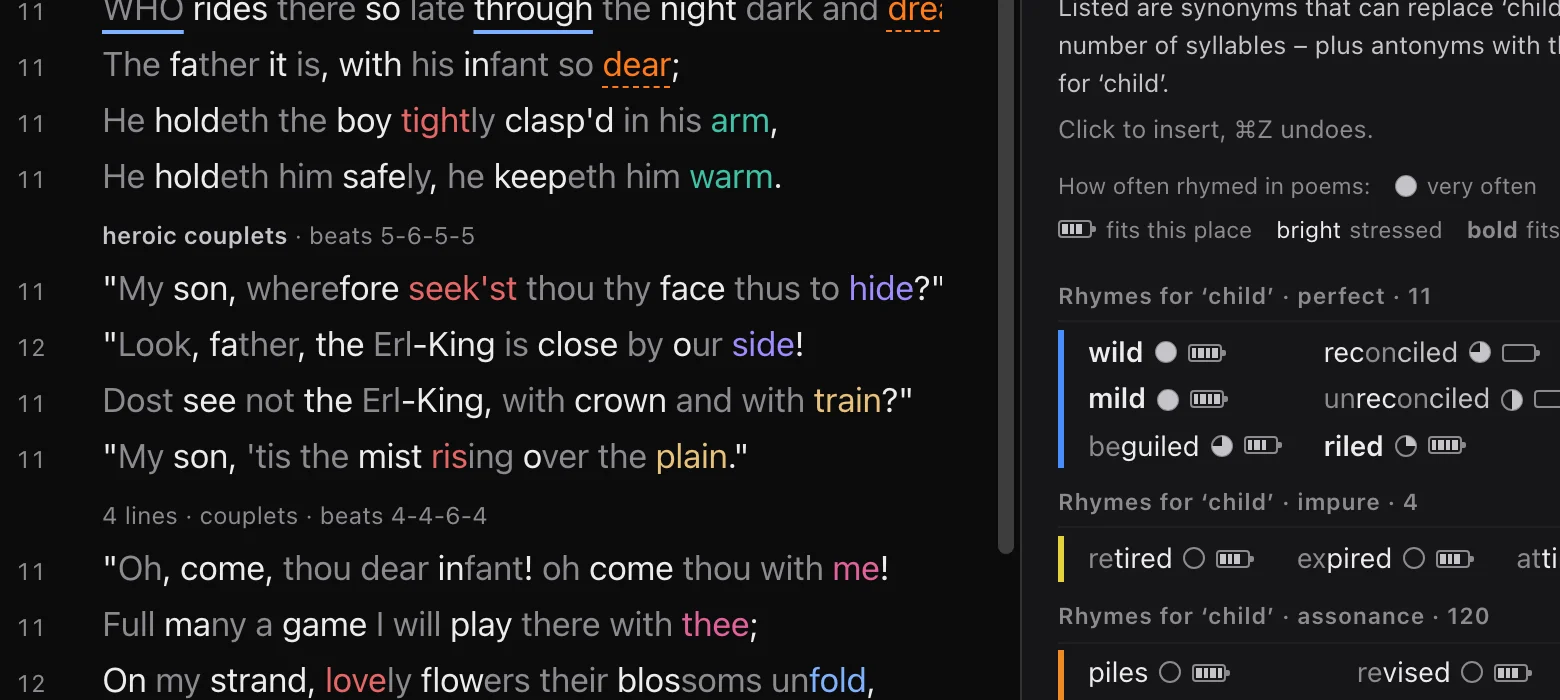 11 WHO rides there so late through the night dark and drea
11 The father it is, with his infant so dear;
11 He holdeth the boy tightly clasp'd in his arm,
11 He holdeth him safely, he keepeth him warm.
heroic couplets · beats 5-6-5-5
11 "My son, wherefore seek'st thou thy face thus to hide?"
12 "Look, father, the Erl-King is close by our side!
11 Dost see not the Erl-King, with crown and with train?"
11 "My son, 'tis the mist rising over the plain."
4 lines · couplets · beats 4-4-6-4
11 "Oh, come, thou dear infant! oh come thou with me!
11 Full many a game I will play there with thee;
12 On my strand, lovely flowers their blossoms unfold,
Listed are synonyms that can replace ‘child
number of syllables – plus antonyms with th
for ‘child’.
Click to insert, ⌘Z undoes.
How often rhymed in poems: very often
fits this place bright stressed bold fits
Rhymes for ‘child’ · perfect · 11
wild reconciled
mild unreconciled
beguiled riled
Rhymes for ‘child’ · impure · 4
retired expired atti
Rhymes for ‘child’ · assonance · 120
piles revised